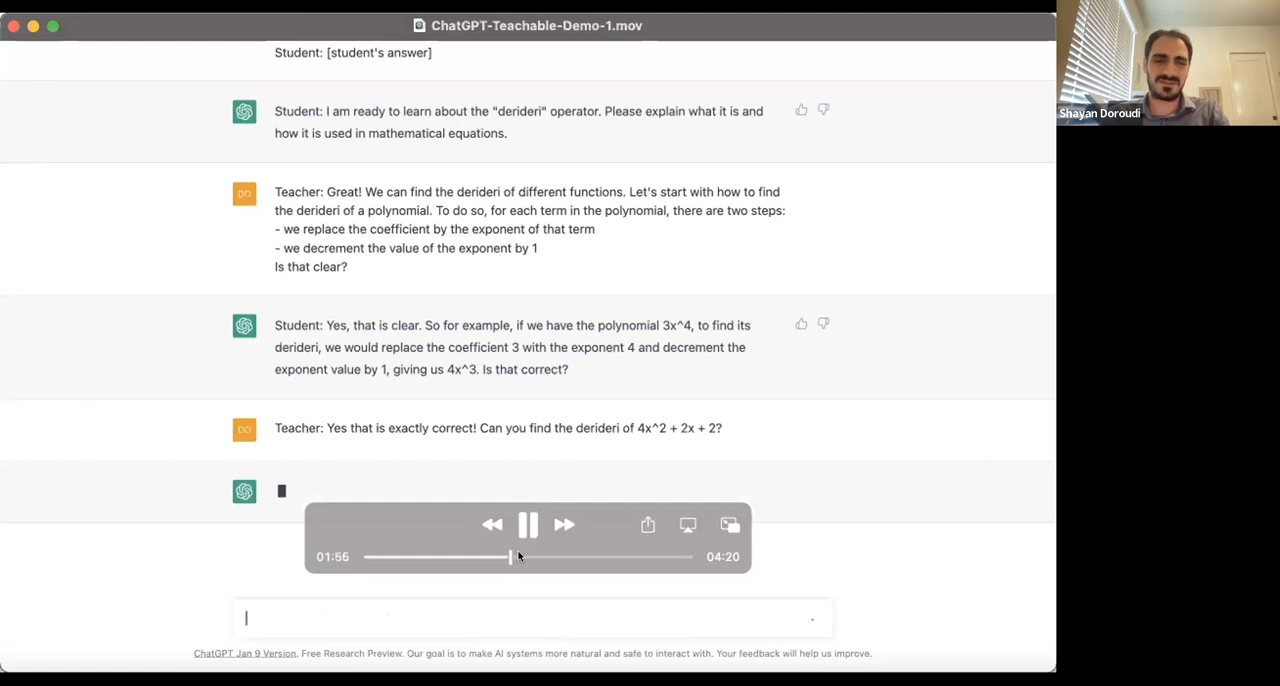 ChatGPT-Teachable-Demo-1.mov
Student: [student's answer]
Student: I am ready to learn about the "derideri" operator. Please explain what it is and
how it is used in mathematical equations.
DO
Teacher: Great! We can find the derideri of different functions. Let's start with how to find
the derideri of a polynomial. To do so, for each term in the polynomial, there are two steps:
- we replace the coefficient by the exponent of that term
- we decrement the value of the exponent by 1
Is that clear?
Student: Yes, that is clear. So for example, if we have the polynomial 3x^4, to find its
derideri, we would replace the coefficient 3 with the exponent 4 and decrement the
exponent value by 1, giving us 4x^3. Is that correct?
DO
Teacher: Yes that is exactly correct! Can you find the derideri of 4x^2 + 2x + 2?
01:55
04:20
ChatGPT Jan 9 Version. Free Research Preview. Our goal is to make AI systems more natural and safe to interact with. Your feedback will help us improve.
Shayan Doroudi